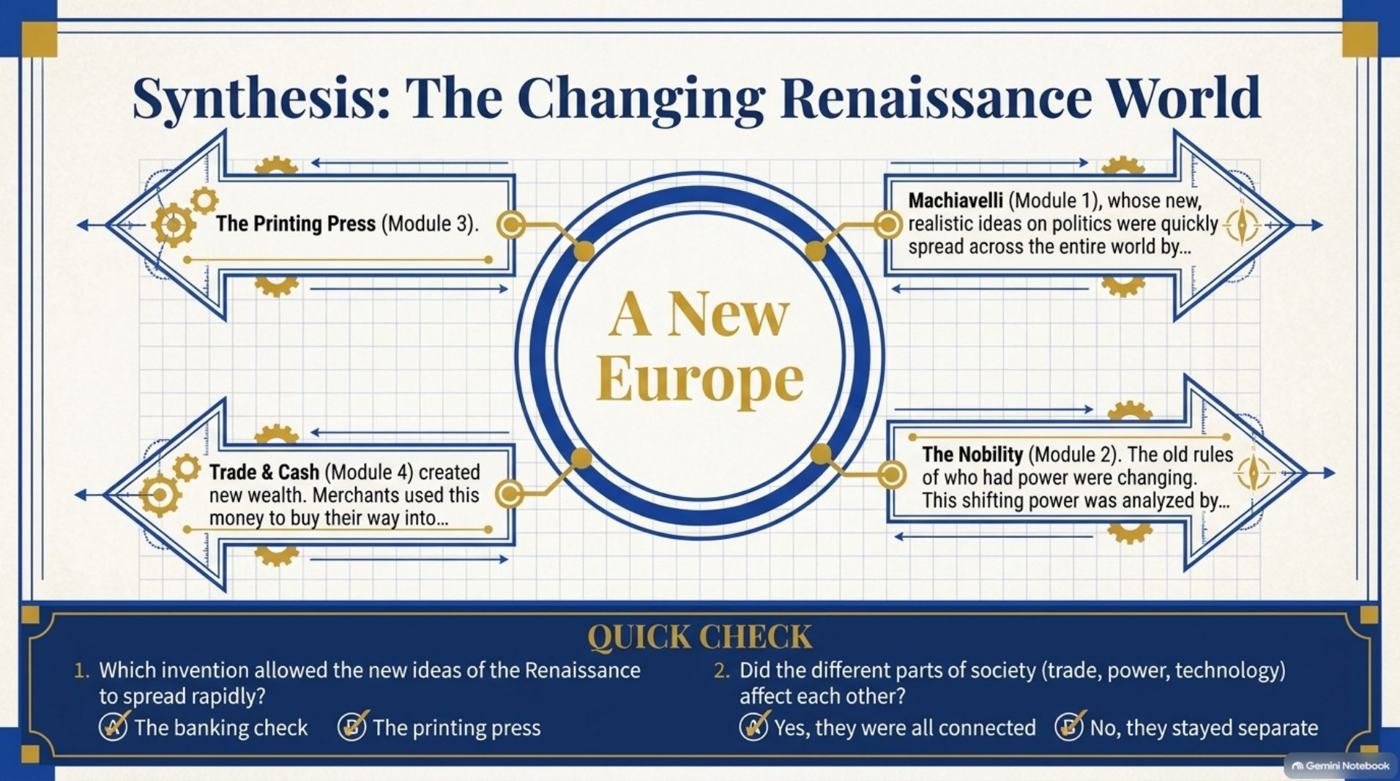 Synthesis: The Changing Renaissance World
The Printing Press (Module 3).
Machiavelli (Module 1), whose new,
realistic ideas on politics were quickly
spread across the entire world by...
A New
Europe
Trade & Cash (Module 4) created
new wealth. Merchants used this
money to buy their way into...
The Nobility (Module 2). The old rules
of who had power were changing.
This shifting power was analyzed by...
QUICK CHECK
1. Which invention allowed the new ideas of the Renaissance
to spread rapidly?
A The banking check B The printing press
2. Did the different parts of society (trade, power, technology)
affect each other?
A Yes, they were all connected B No, they stayed separate
Gemini Notebook